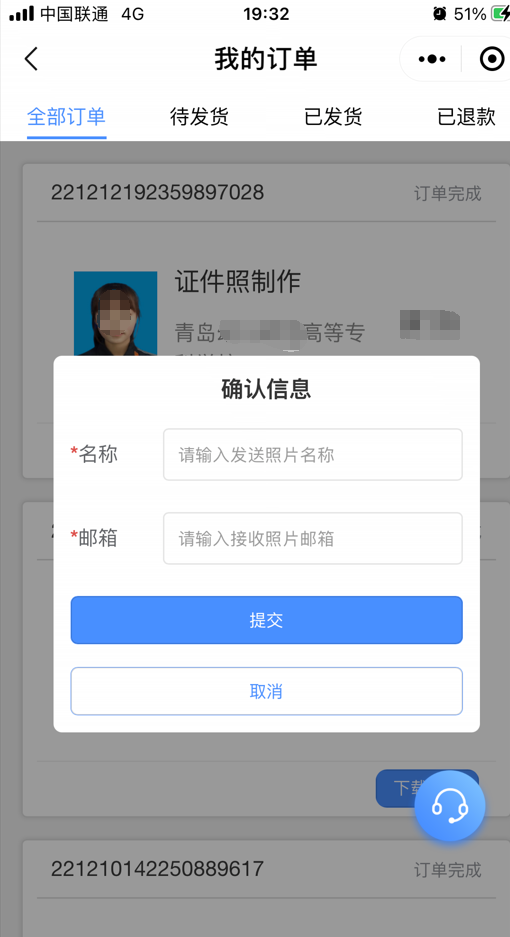 中国联通 4G 19:32 51%
我的订单
全部订单 待发货 已发货 已退款
221212192359897028 订单完成
证件照制作
青岛 高等专
确认信息
*名称 请输入发送照片名称
*邮箱 请输入接收照片邮箱
提交
取消
下载
221210142250889617 订单完成